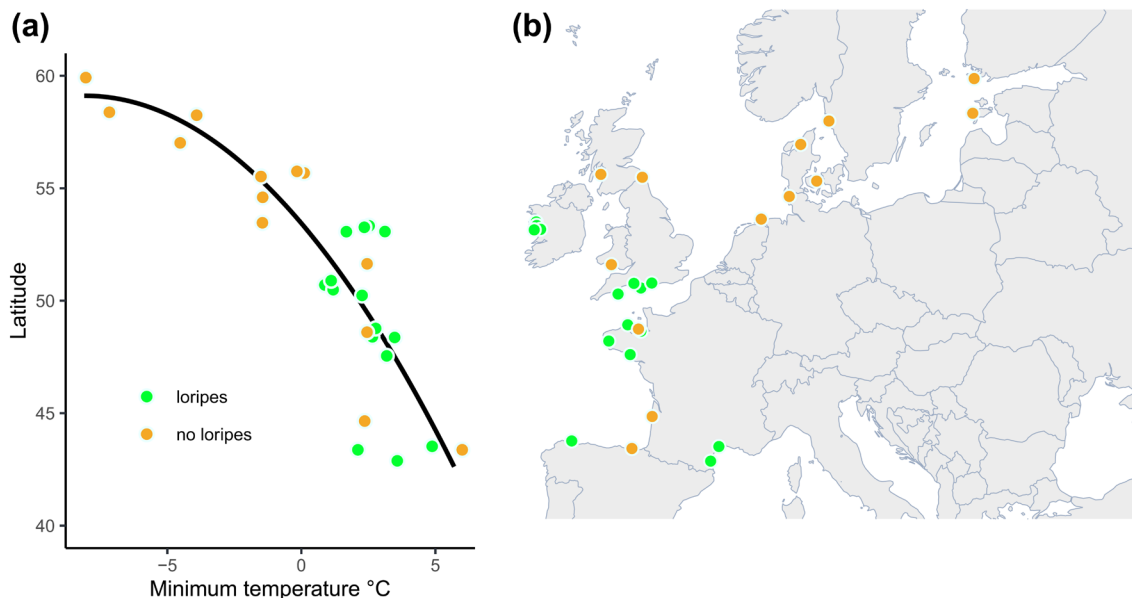 (a)
(b)
60
55
50
45
40
Latitude
loripes
no loripes
−5
0
5
Minimum temperature °C